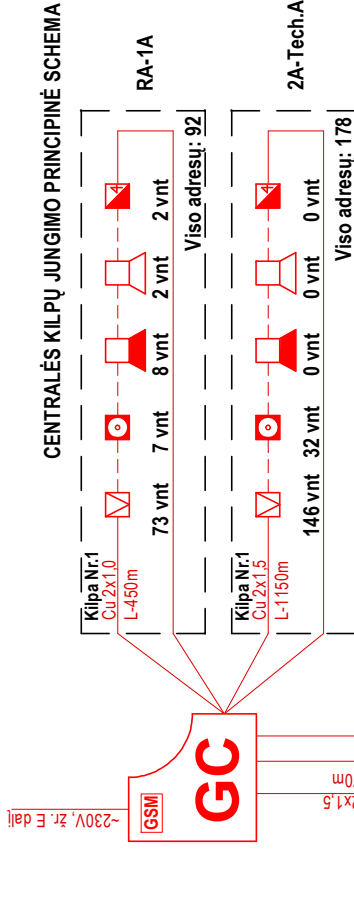 CENTRALĖS KILPŲ JUNGIMO PRINCIPINĖ SCHEMA
Kilpa Nr.1
Cu 2x1,0
L-450m
73 vnt
7 vnt
8 vnt
2 vnt
2 vnt
4
Viso adresų: 92
RA-1A
Kilpa Nr.1
Cu 2x1,5
L-1150m
146 vnt
32 vnt
0 vnt
0 vnt
0 vnt
4
Viso adresų: 178
2A-Tech.A
~230V, žr. E dalį
GSM
GC